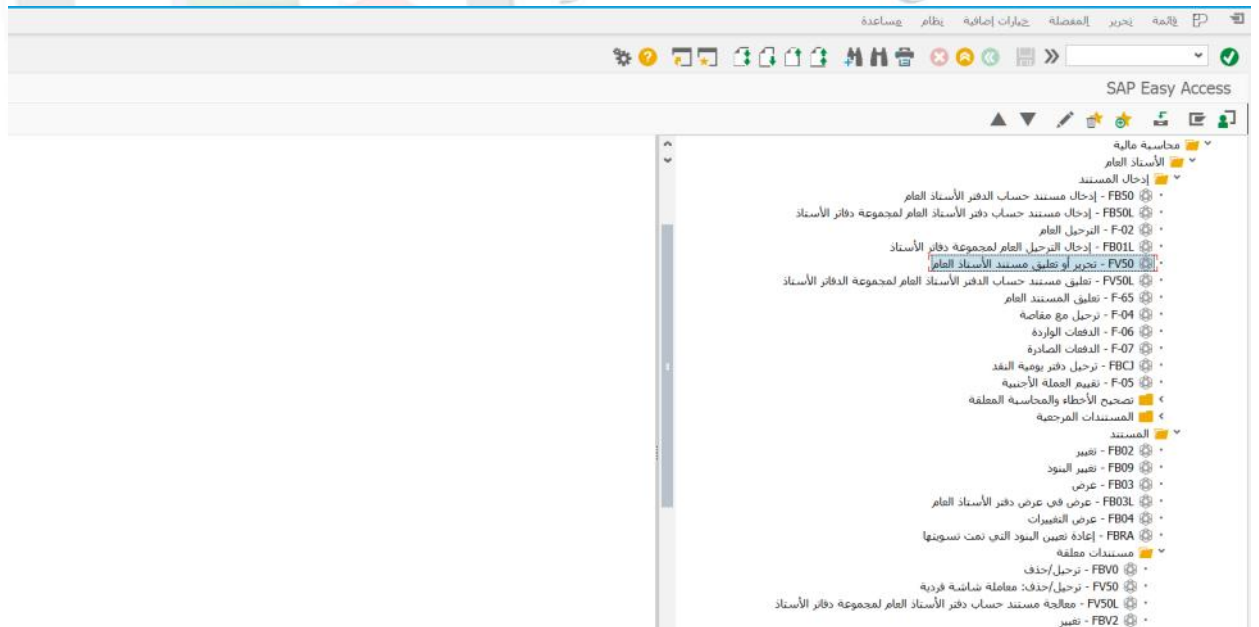 قائمة تحرير المفضلة خيارات إضافية نظام مساعدة
SAP Easy Access
محاسبة مالية
الأستاذ العام
إدخال المستند
FB50 - إدخال مستند حساب الدفتر الأستاذ العام
FB50L - إدخال مستند حساب دفتر الأستاذ العام لمجموعة دفاتر الأستاذ
F-02 - الترحيل العام
FB01L - إدخال الترحيل العام لمجموعة دفاتر الأستاذ
FV50 - تحرير أو تعليق مستند الأستاذ العام
FV50L - تعليق مستند حساب الدفتر الأستاذ العام لمجموعة الدفاتر الأستاذ
F-65 - تعليق المستند العام
F-04 - ترحيل مع مقاصة
F-06 - الدفعات الواردة
F-07 - الدفعات الصادرة
FBCJ - ترحيل دفتر يومية النقد
F-05 - تقييم العملة الأجنبية
تصحيح الأخطاء والمحاسبة المعلقة
المستندات المرجعية
المستند
FB02 - تغيير
FB09 - تغيير البنود
FB03 - عرض
FB03L - عرض في عرض دفتر الأستاذ العام
FB04 - عرض التغييرات
FBRA - إعادة تعيين البنود التي تمت تسويتها
مستندات معلقة
FBV0 - ترحيل/حذف
FV50 - ترحيل/حذف: معاملة شاشة فردية
FV50L - معالجة مستند حساب دفتر الأستاذ العام لمجموعة دفاتر الأستاذ
FBV2 - تغيير